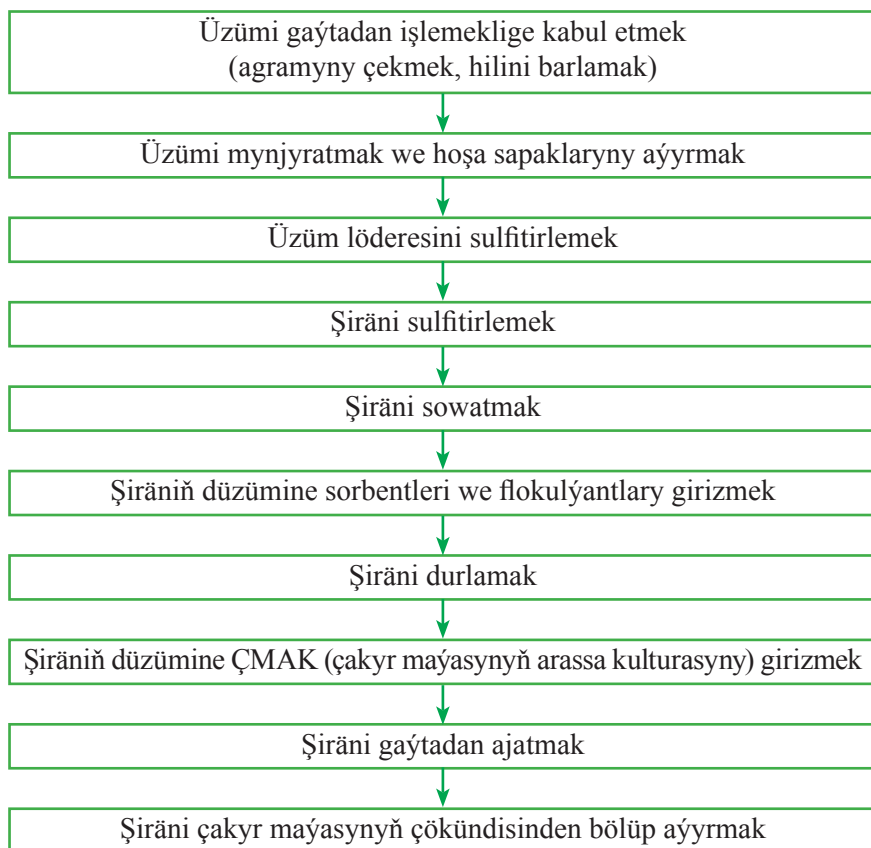 Üzümi gaýtadan işlemeklige kabul etmek
(agramyny çekmek, hilini barlamak)
Üzümi mynjyratmak we hoşa sapaklaryny aýyrmak
Üzüm löderesini sulfitirlemek
Şiräni sulfitirlemek
Şiräni sowatmak
Şiräniň düzümine sorbentleri we flokulýantlary girizmek
Şiräni durlamak
Şiräniň düzümine ÇMAK (çakyr maýasynyň arassa kulturasyny) girizmek
Şiräni gaýtadan ajatmak
Şiräni çakyr maýasynyň çökündisinden bölüp aýyrmak